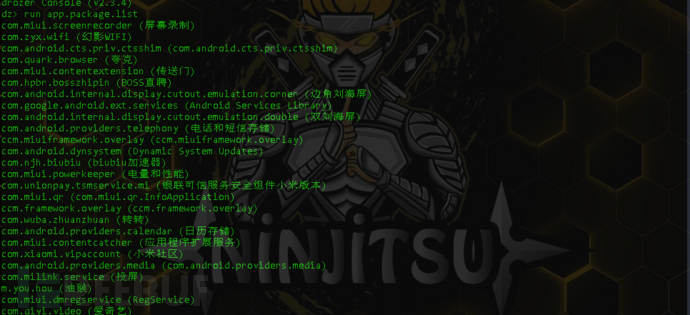 drozer Console (v2.3.4)
dz> run app.package.list
com.miui.screenrecorder (屏幕录制)
com.zyx.wifi (幻影WIFI)
com.android.cts.priv.ctsshim (com.android.cts.priv.ctsshim)
com.quark.browser (夸克)
com.miui.contentextension (传送门)
com.hpbr.bosszhipin (BOSS直聘)
com.android.internal.display.cutout.emulation.corner (边角刘海屏)
com.google.android.ext.services (Android Services Library)
com.android.internal.display.cutout.emulation.double (双刘海屏)
com.android.providers.telephony (电话和短信存储)
com.miuiframework.overlay (com.miuiframework.overlay)
com.android.dynsystem (Dynamic System Updates)
com.njh.biubiu (biubiu加速器)
com.miui.powerkeeper (电量和性能)
com.unionpay.tsmservice.mi (银联可信服务安全组件小米版本)
com.miui.qr (com.miui.qr.InfoApplication)
com.framework.overlay (com.framework.overlay)
com.wuba.zhuanzhuan (转转)
com.android.providers.calendar (日历存储)
com.miui.contentcatcher (应用程序扩展服务)
com.xiaomi.vipaccount (小米社区)
com.android.providers.media (com.android.providers.media)
com.milink.service (投屏)
m.you.hou
com.miui.dmregservice (RegService)
com.qiyi.video (爱奇艺)
NINJITSU